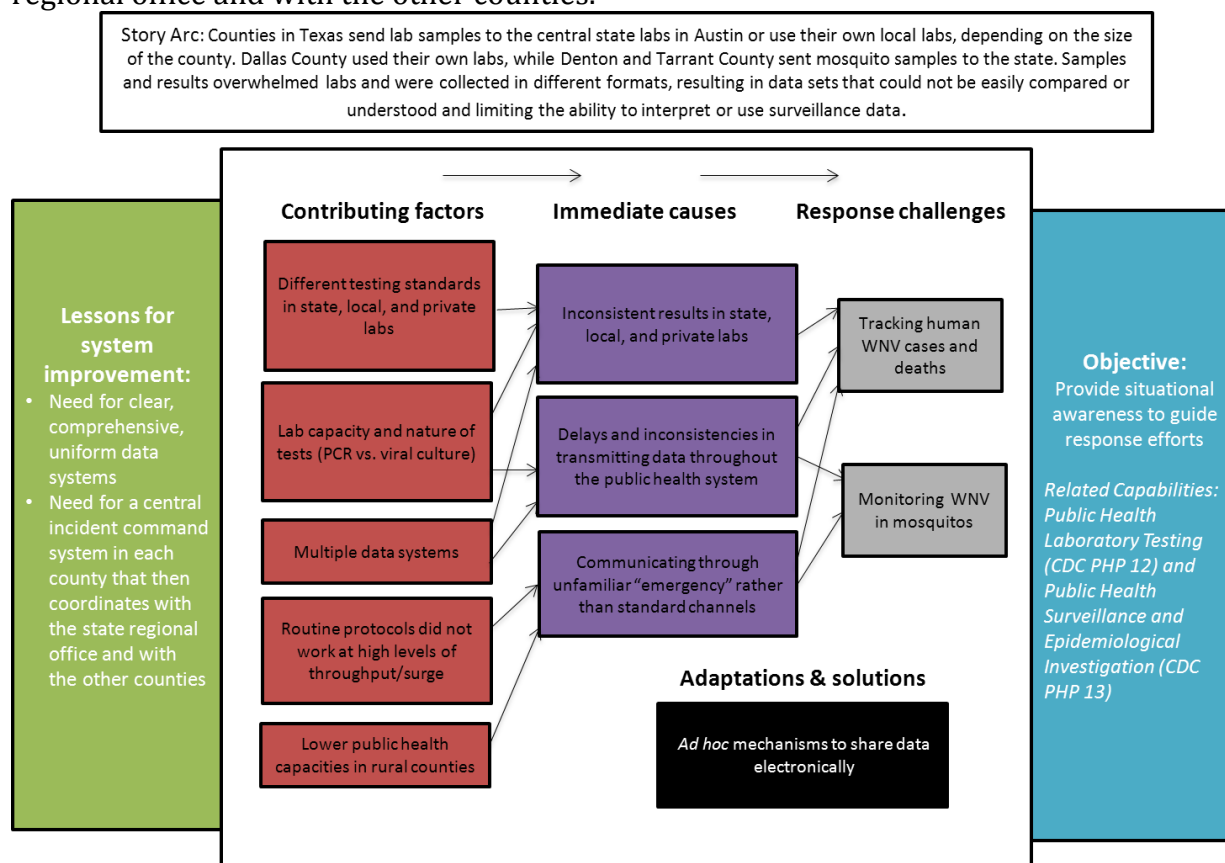 regional office and with the other counties.
Story Arc: Counties in Texas send lab samples to the central state labs in Austin or use their own local labs, depending on the size
of the county. Dallas County used their own labs, while Denton and Tarrant County sent mosquito samples to the state. Samples
and results overwhelmed labs and were collected in different formats, resulting in data sets that could not be easily compared or
understood and limiting the ability to interpret or use surveillance data.
Lessons for
system
improvement:
• Need for clear,
comprehensive,
uniform data
systems
• Need for a central
incident command
system in each
county that then
coordinates with
the state regional
office and with
the other counties
Contributing factors
Different testing standards
in state, local, and private
labs
Lab capacity and nature of
tests (PCR vs. viral culture)
Multiple data systems
Routine protocols did not
work at high levels of
throughput/surge
Lower public health
capacities in rural counties
Immediate causes
Inconsistent results in state,
local, and private labs
Delays and inconsistencies in
transmitting data throughout
the public health system
Communicating through
unfamiliar “emergency” rather
than standard channels
Response challenges
Tracking human
WNV cases and
deaths
Monitoring WNV
in mosquitos
Adaptations & solutions
Ad hoc mechanisms to share data
electronically
Objective:
Provide situational
awareness to guide
response efforts
Related Capabilities:
Public Health
Laboratory Testing
(CDC PHP 12) and
Public Health
Surveillance and
Epidemiological
Investigation (CDC
PHP 13)